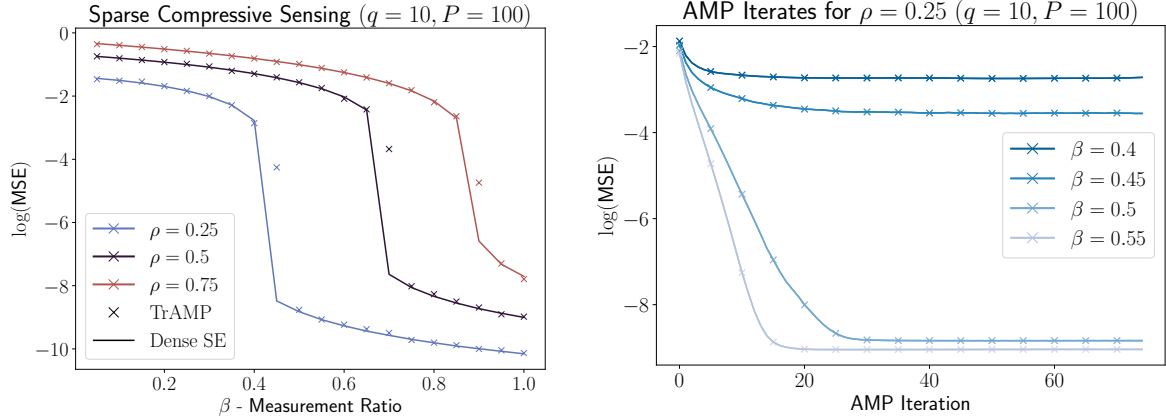 Sparse Compressive Sensing (q = 10, P = 100)
0
−2
−4
−6
−8
−10
log(MSE)
ρ = 0.25
ρ = 0.5
ρ = 0.75
TrAMP
Dense SE
0.2 0.4 0.6 0.8 1.0
β - Measurement Ratio
AMP Iterates for ρ = 0.25 (q = 10, P = 100)
−2
−4
−6
−8
log(MSE)
β = 0.4
β = 0.45
β = 0.5
β = 0.55
0 20 40 60
AMP Iteration